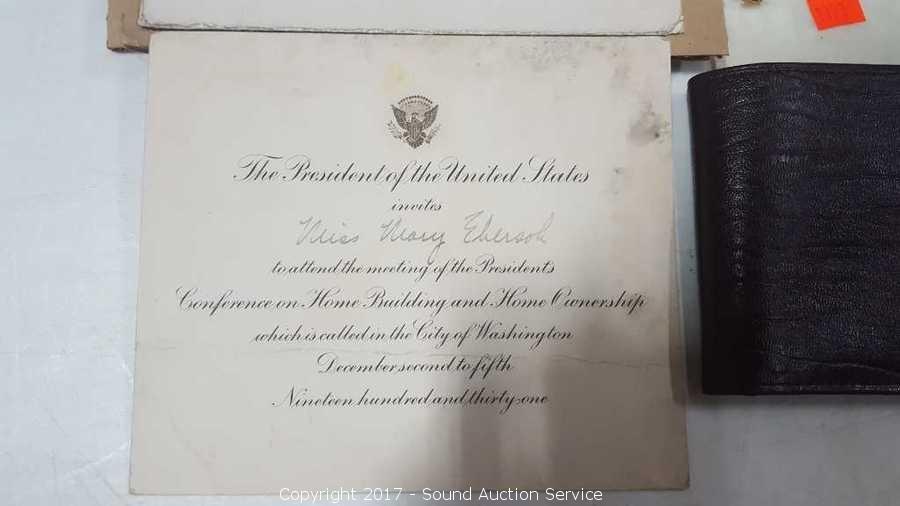 The President of the United States
invites
Miss Mary Ebersole
to attend the meeting of the President's
Conference on Home Building and Home Ownership
which is called in the City of Washington
December second to fifth
Nineteen hundred and thirty-one
Copyright 2017 - Sound Auction Service